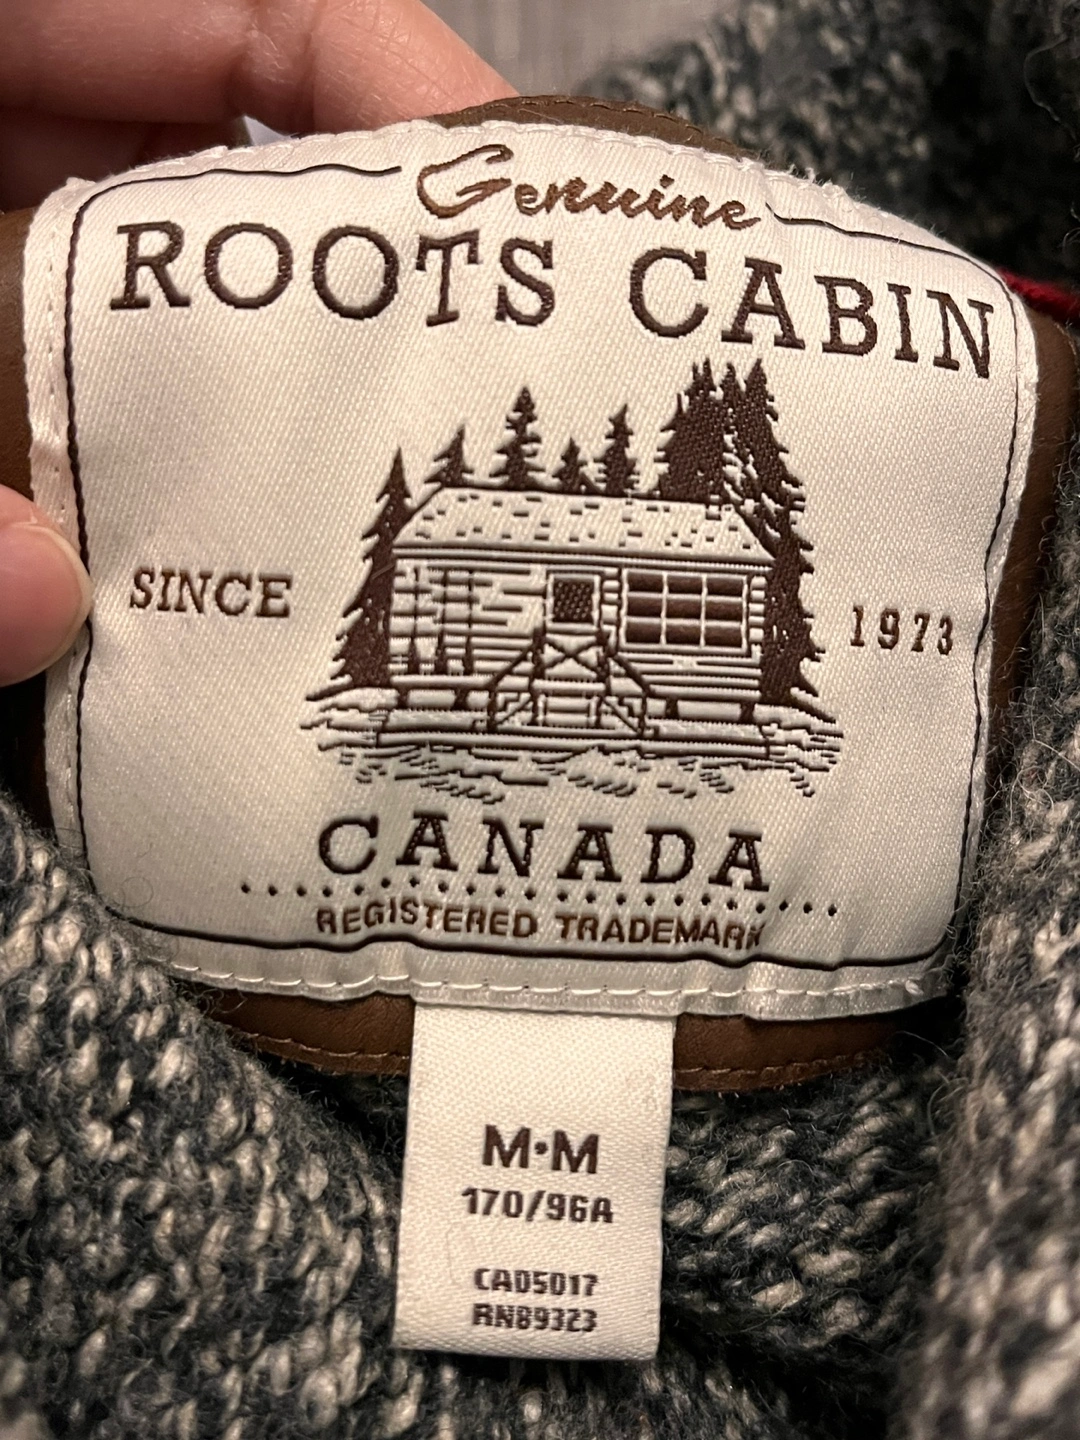 Genuine
ROOTS CABIN
SINCE 1973
CANADA
REGISTERED TRADEMARK
M·M
170/96A
CA05017
RN89323